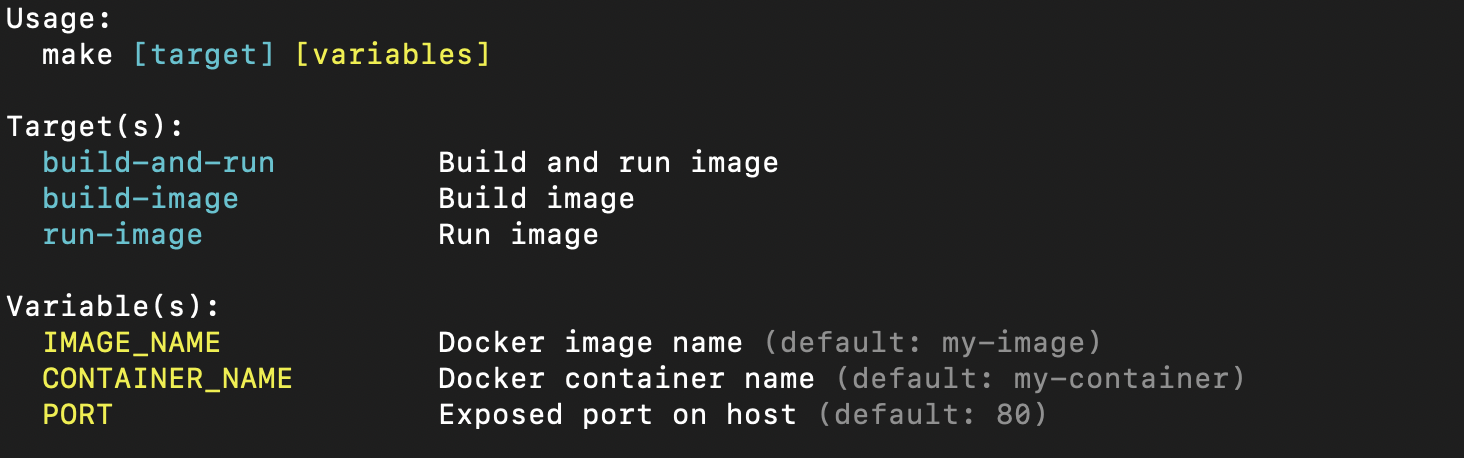 Usage:
  make [target] [variables]

Target(s):
  build-and-run         Build and run image
  build-image           Build image
  run-image             Run image

Variable(s):
  IMAGE_NAME            Docker image name (default: my-image)
  CONTAINER_NAME        Docker container name (default: my-container)
  PORT                  Exposed port on host (default: 80)